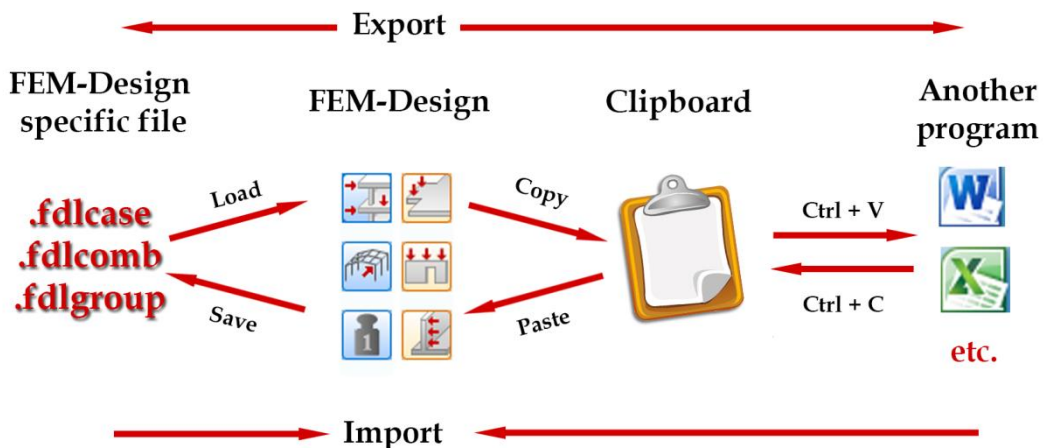 Export
FEM-Design
specific file
FEM-Design
Clipboard
Another
program
.fdlcase
.fdlcomb
.fdlgroup
Load
Save
1
Copy
Paste
Ctrl + V
Ctrl + C
W
X
etc.
Import